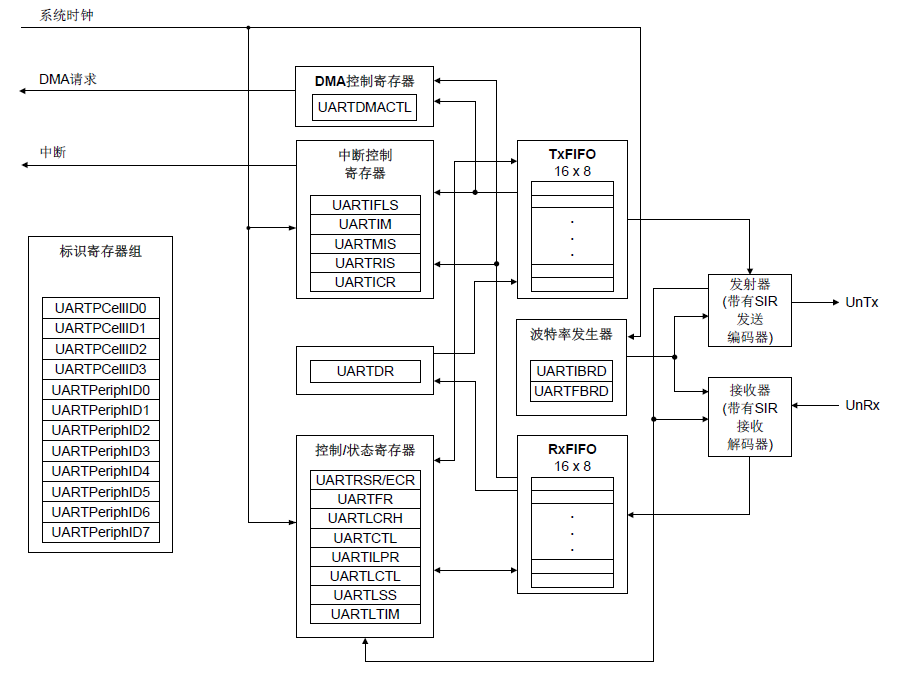 系统时钟
DMA请求
中断
DMA控制寄存器
UARTDMACTL
中断控制
寄存器
UARTIFLS
UARTIM
UARTMIS
UARTRIS
UARTICR
标识寄存器组
UARTPCellID0
UARTPCellID1
UARTPCellID2
UARTPCellID3
UARTPeriphID0
UARTPeriphID1
UARTPeriphID2
UARTPeriphID3
UARTPeriphID4
UARTPeriphID5
UARTPeriphID6
UARTPeriphID7
UARTDR
控制/状态寄存器
UARTRSR/ECR
UARTFR
UARTLCRH
UARTCTL
UARTILPR
UARTLCTL
UARTLSS
UARTLTIM
TxFIFO
16 x 8
.
.
.
波特率发生器
UARTIBRD
UARTFBRD
RxFIFO
16 x 8
.
.
.
发射器
(带有SIR
发送
编码器)
UnTx
接收器
(带有SIR
接收
解码器)
UnRx